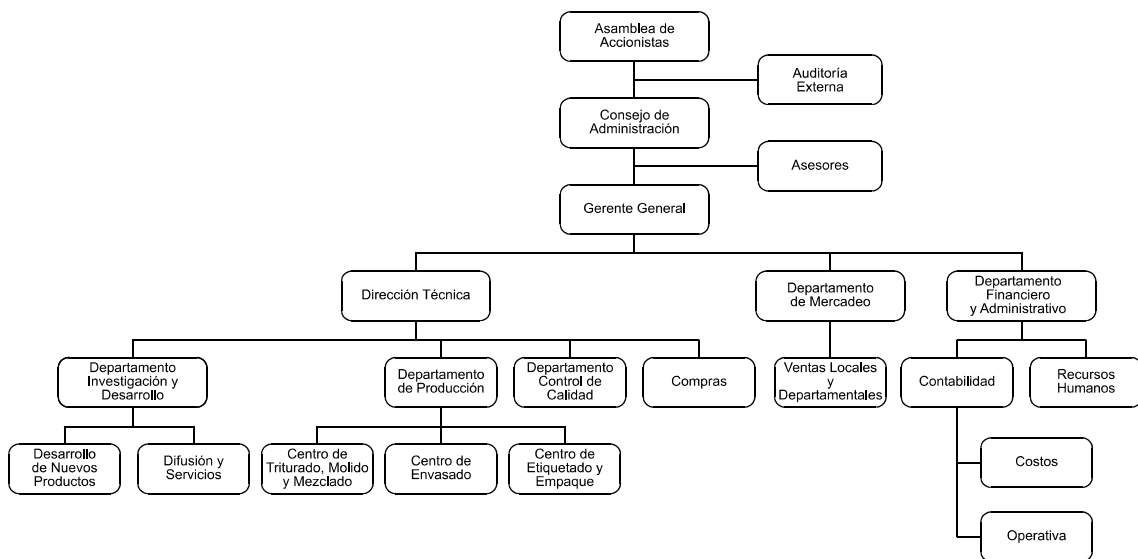 Asamblea de
Accionistas
Auditoría
Externa
Consejo de
Administración
Asesores
Gerente General
Dirección Técnica
Departamento
de Mercadeo
Departamento
Financiero
y Administrativo
Departamento
Investigación y
Desarrollo
Departamento
de Producción
Departamento
Control de
Calidad
Compras
Ventas Locales
y
Departamentales
Contabilidad
Recursos
Humanos
Desarrollo
de Nuevos
Productos
Difusión y
Servicios
Centro de
Triturado, Molido
y Mezclado
Centro de
Envasado
Centro de
Etiquetado y
Empaque
Costos
Operativa